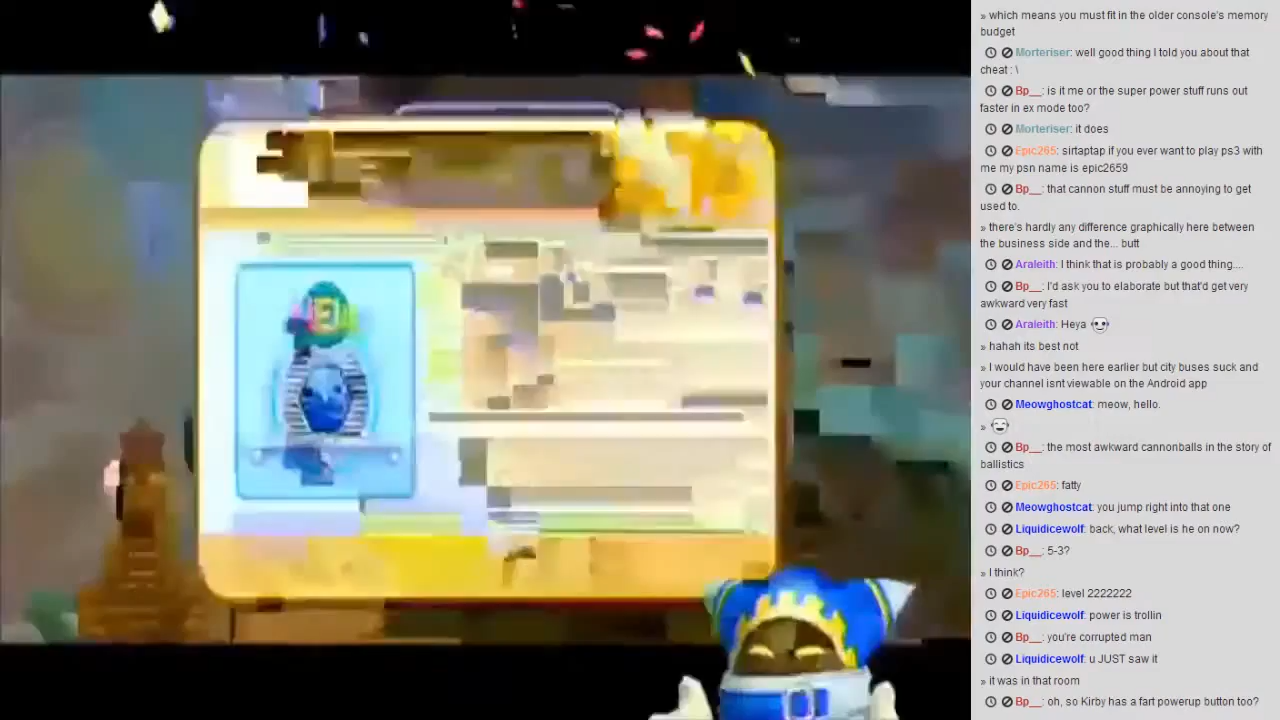 » which means you must fit in the older console's memory
budget
Morteriser: well good thing I told you about that
cheat : \
Bp__: is it me or the super power stuff runs out
faster in ex mode too?
Morteriser: it does
Epic265: sirtaptap if you ever want to play ps3 with
me my psn name is epic2659
Bp__: that cannon stuff must be annoying to get
used to.
» there's hardly any difference graphically here between
the business side and the... butt
Araleith: I think that is probably a good thing....
Bp__: I'd ask you to elaborate but that'd get very
awkward very fast
Araleith: Heya
» hahah its best not
» I would have been here earlier but city buses suck and
your channel isnt viewable on the Android app
Meowghostcat: meow, hello.
»
Bp__: the most awkward cannonballs in the story of
ballistics
Epic265: fatty
Meowghostcat: you jump right into that one
Liquidicewolf: back, what level is he on now?
Bp__: 5-3?
» I think?
Epic265: level 2222222
Liquidicewolf: power is trollin
Bp__: you're corrupted man
Liquidicewolf: u JUST saw it
» it was in that room
Bp__: oh, so Kirby has a fart powerup button too?